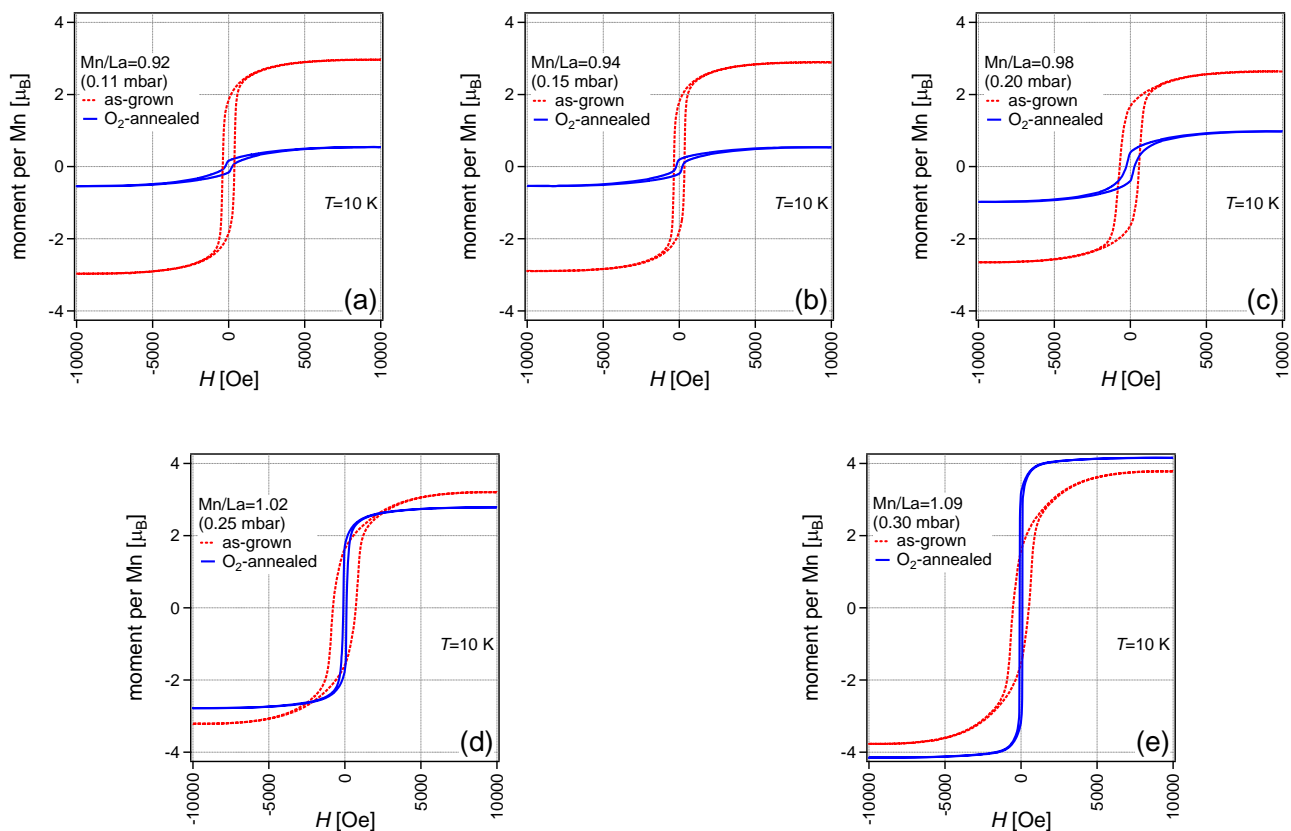 4
2
0
-2
-4
moment per Mn [μB]
Mn/La=0.92
(0.11 mbar)
as-grown
O2-annealed
T=10 K
(a)
-10000
-5000
0
5000
10000
H [Oe]
4
2
0
-2
-4
moment per Mn [μB]
Mn/La=0.94
(0.15 mbar)
as-grown
O2-annealed
T=10 K
(b)
-10000
-5000
0
5000
10000
H [Oe]
4
2
0
-2
-4
moment per Mn [μB]
Mn/La=0.98
(0.20 mbar)
as-grown
O2-annealed
T=10 K
(c)
-10000
-5000
0
5000
10000
H [Oe]
4
2
0
-2
-4
moment per Mn [μB]
Mn/La=1.02
(0.25 mbar)
as-grown
O2-annealed
T=10 K
(d)
-10000
-5000
0
5000
10000
H [Oe]
4
2
0
-2
-4
moment per Mn [μB]
Mn/La=1.09
(0.30 mbar)
as-grown
O2-annealed
T=10 K
(e)
-10000
-5000
0
5000
10000
H [Oe]